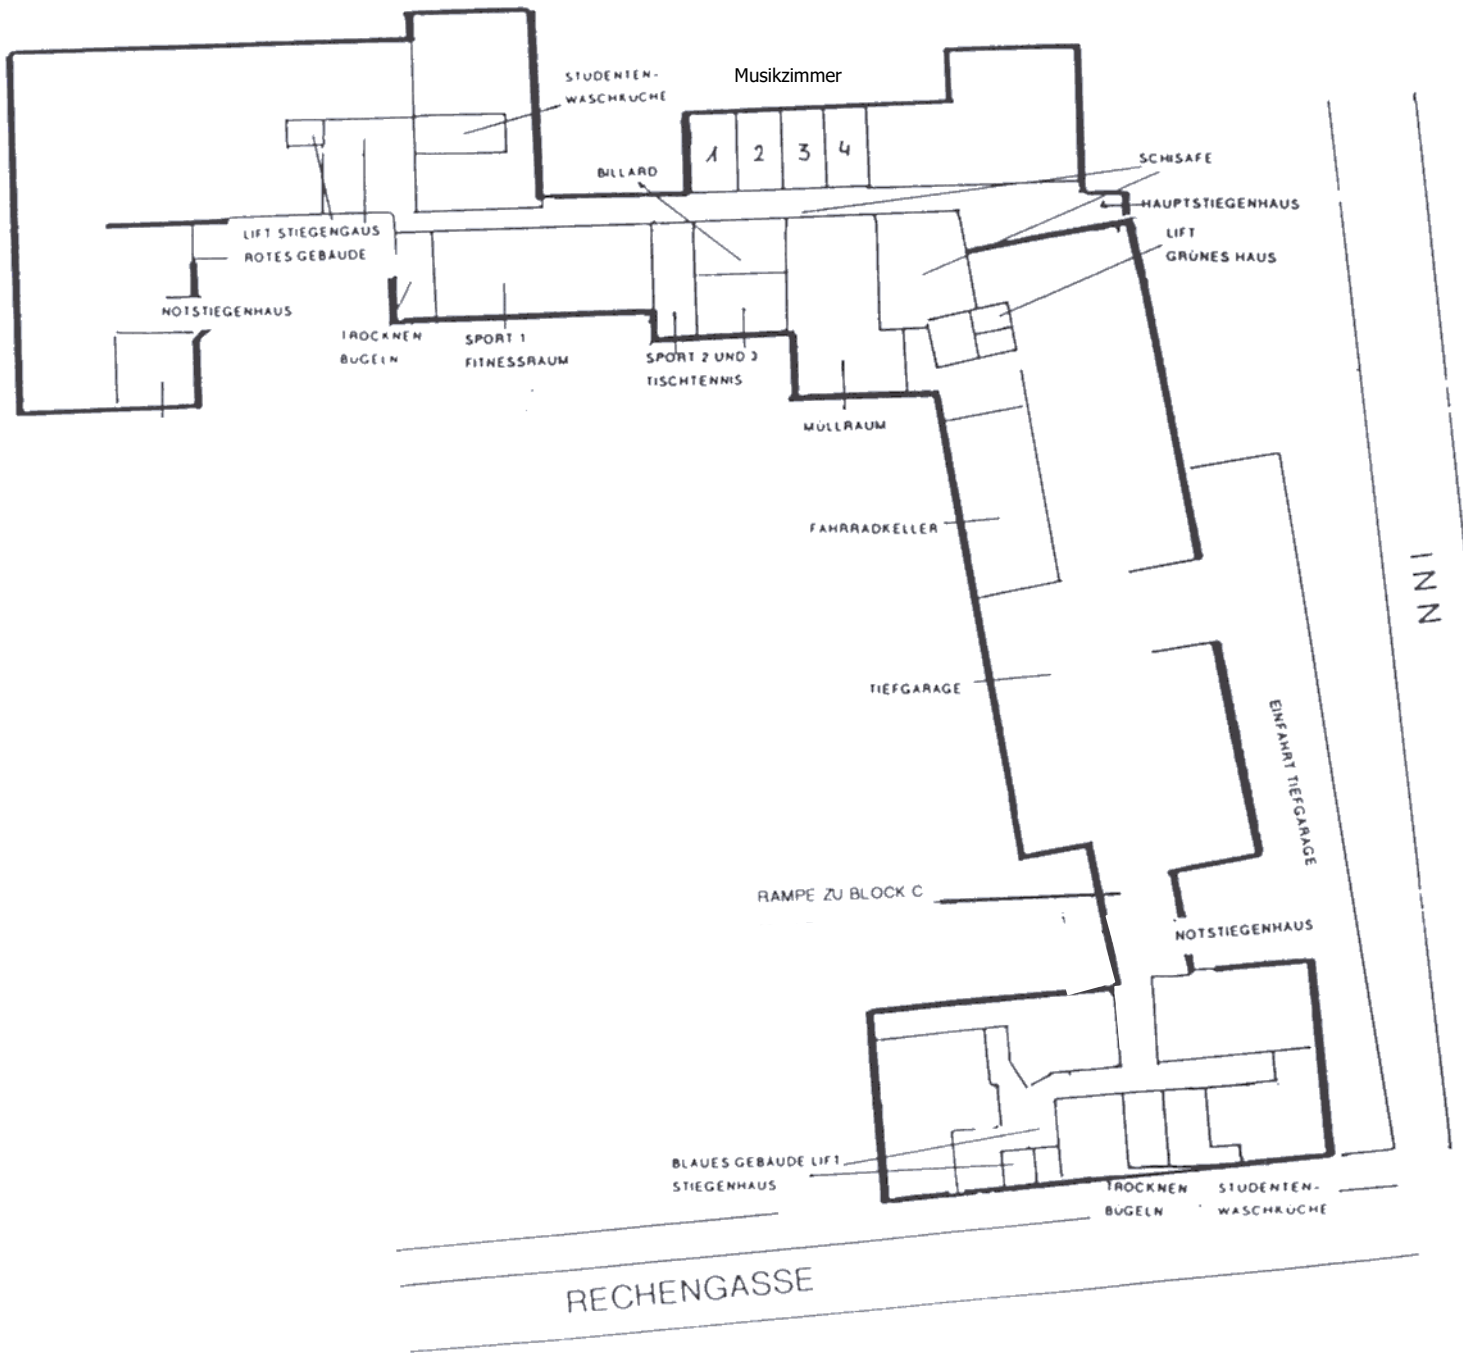 STUDENTEN-
WASCHKÜCHE
Musikzimmer
1 2 3 4
BILLARD
SCHISAFE
HAUPTSTIEGENHAUS
LIFT
GRÜNES HAUS
LIFT STIEGENGAUS
ROTES GEBÄUDE
NOTSTIEGENHAUS
TROCKNEN
BÜGELN
SPORT 1
FITNESSRAUM
SPORT 2 UND 3
TISCHTENNIS
MÜLLRAUM
FAHRRADKELLER
INN
TIEFGARAGE
EINFAHRT TIEFGARAGE
RAMPE ZU BLOCK C
NOTSTIEGENHAUS
BLAUES GEBÄUDE LIFT
STIEGENHAUS
TROCKNEN
BÜGELN
STUDENTEN-
WASCHKÜCHE
RECHENGASSE